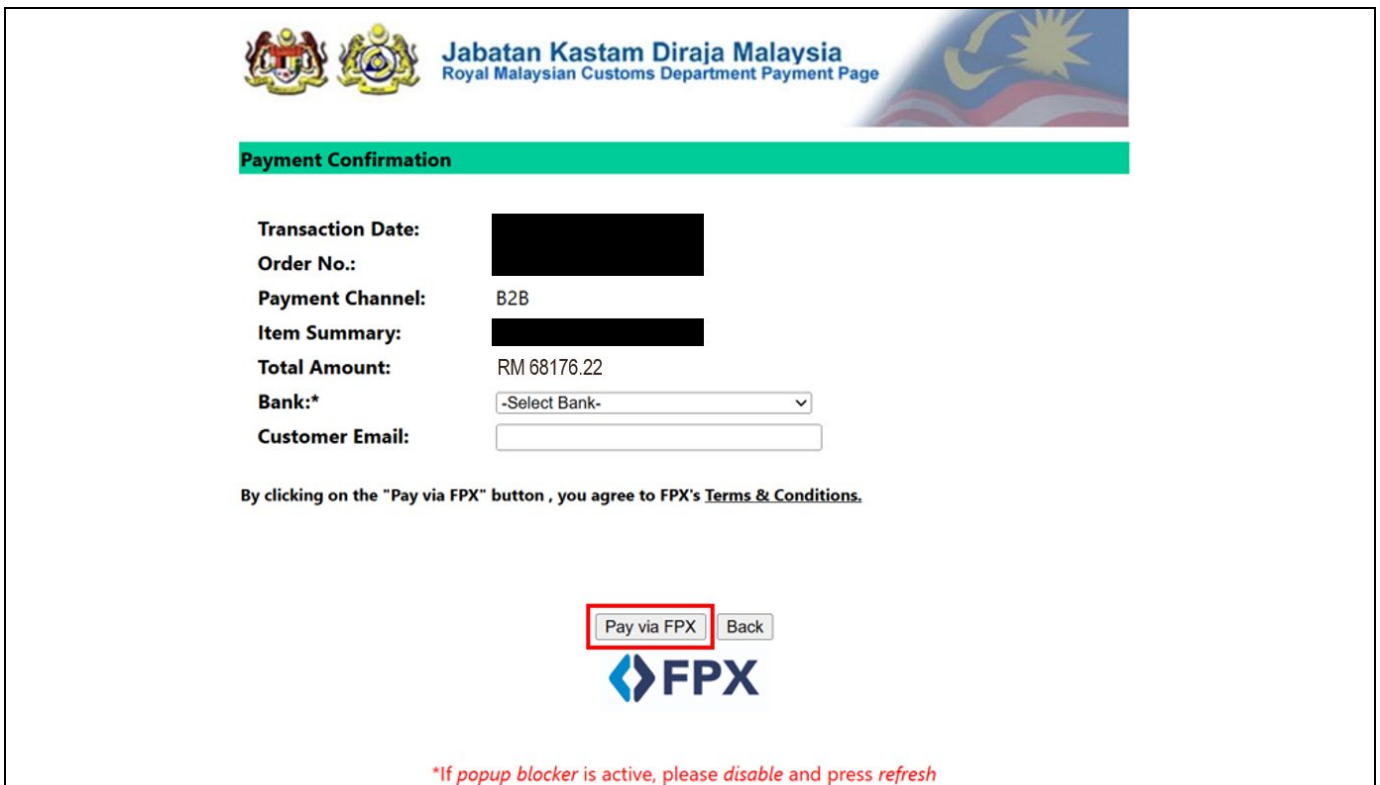 Jabatan Kastam Diraja Malaysia
Royal Malaysian Customs Department Payment Page
Payment Confirmation
Transaction Date:
Order No.:
Payment Channel: B2B
Item Summary:
Total Amount: RM 68176.22
Bank:* -Select Bank-
Customer Email:
By clicking on the "Pay via FPX" button , you agree to FPX's Terms & Conditions.
Pay via FPX Back
FPX
*If popup blocker is active, please disable and press refresh